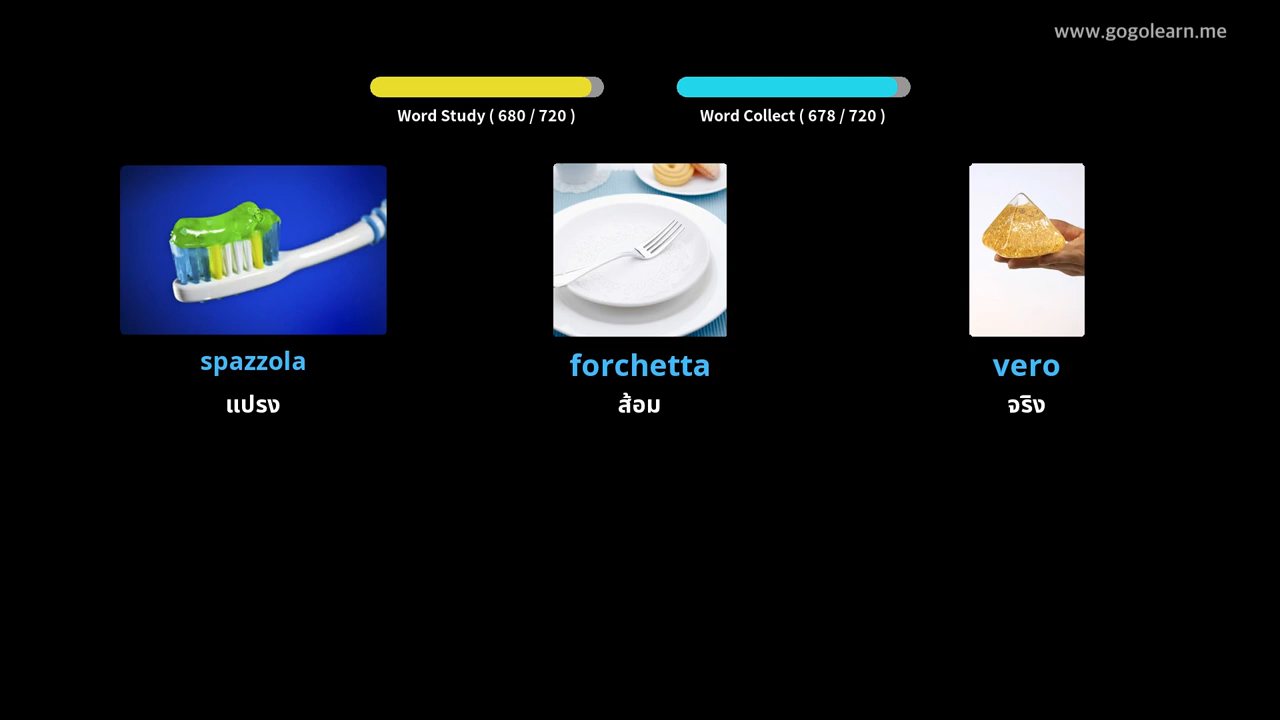 www.gogolearn.me
Word Study ( 680 / 720 )
Word Collect ( 678 / 720 )
spazzola
forchetta
vero
แปรง
ส้อม
จริง